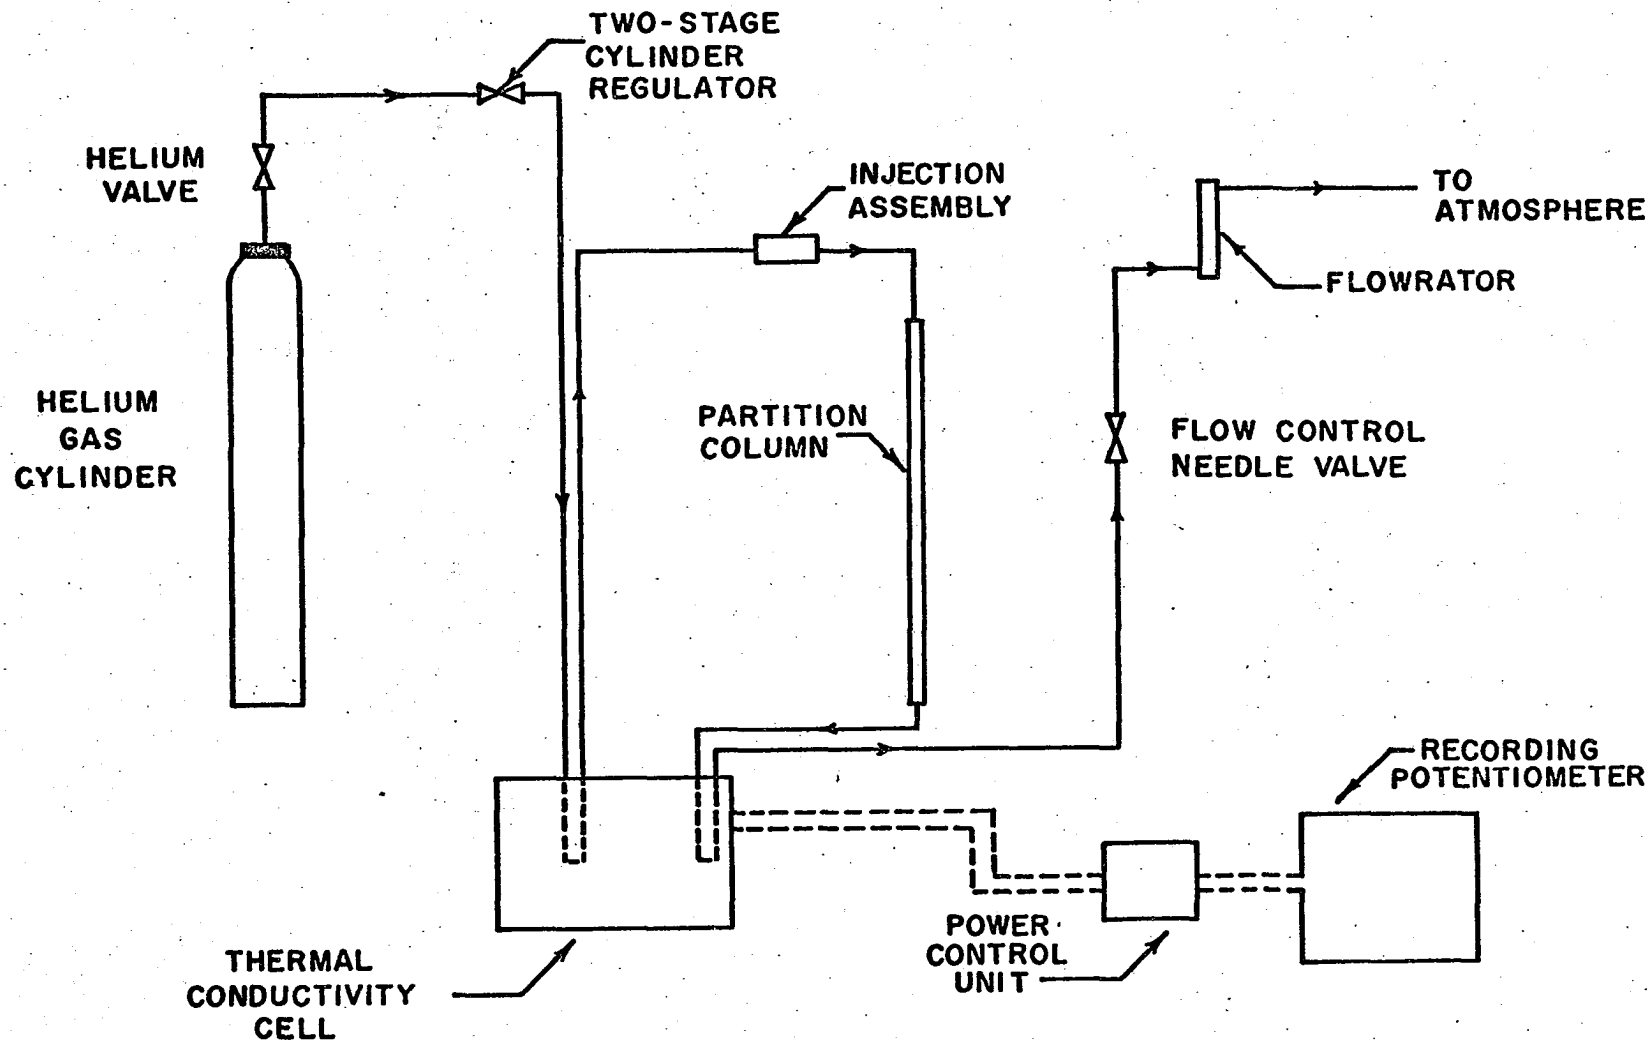 TWO-STAGE
CYLINDER
REGULATOR
HELIUM
VALVE
INJECTION
ASSEMBLY
TO
ATMOSPHERE
FLOWRATOR
HELIUM
GAS
CYLINDER
PARTITION
COLUMN
FLOW CONTROL
NEEDLE VALVE
RECORDING
POTENTIOMETER
POWER
CONTROL
UNIT
THERMAL
CONDUCTIVITY
CELL